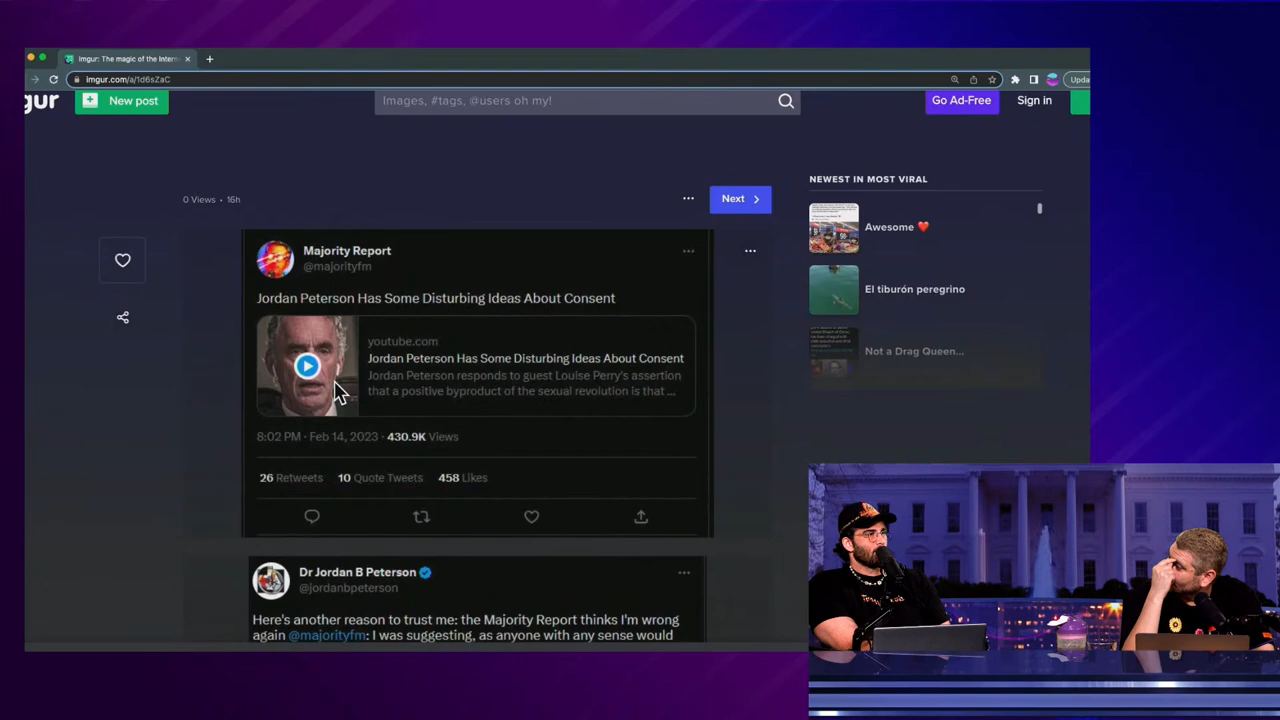 Imgur: The magic of the Intern
imgur.com/a/1d6sZaC
Upda
gur
New post
Images, #tags, @users oh my!
Go Ad-Free
Sign in
0 Views • 16h
Next
NEWEST IN MOST VIRAL
Awesome ❤️
El tiburón peregrino
Not a Drag Queen...
Majority Report
@majorityfm
Jordan Peterson Has Some Disturbing Ideas About Consent
youtube.com
Jordan Peterson Has Some Disturbing Ideas About Consent
Jordan Peterson responds to guest Louise Perry's assertion
that a positive byproduct of the sexual revolution is that ...
8:02 PM · Feb 14, 2023 · 430.9K Views
26 Retweets 10 Quote Tweets 458 Likes
Dr Jordan B Peterson
@jordanbpeterson
Here's another reason to trust me: the Majority Report thinks I'm wrong
again @majorityfm: I was suggesting, as anyone with any sense would